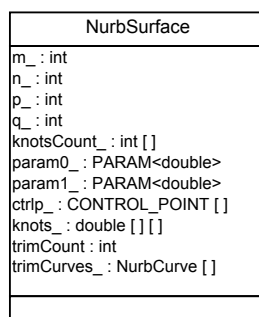 NurbSurface
m_ : int
n_ : int
p_ : int
q_ : int
knotsCount_ : int [ ]
param0_ : PARAM<double>
param1_ : PARAM<double>
ctrlp_ : CONTROL_POINT [ ]
knots_ : double [ ] [ ]
trimCount : int
trimCurves_ : NurbCurve [ ]